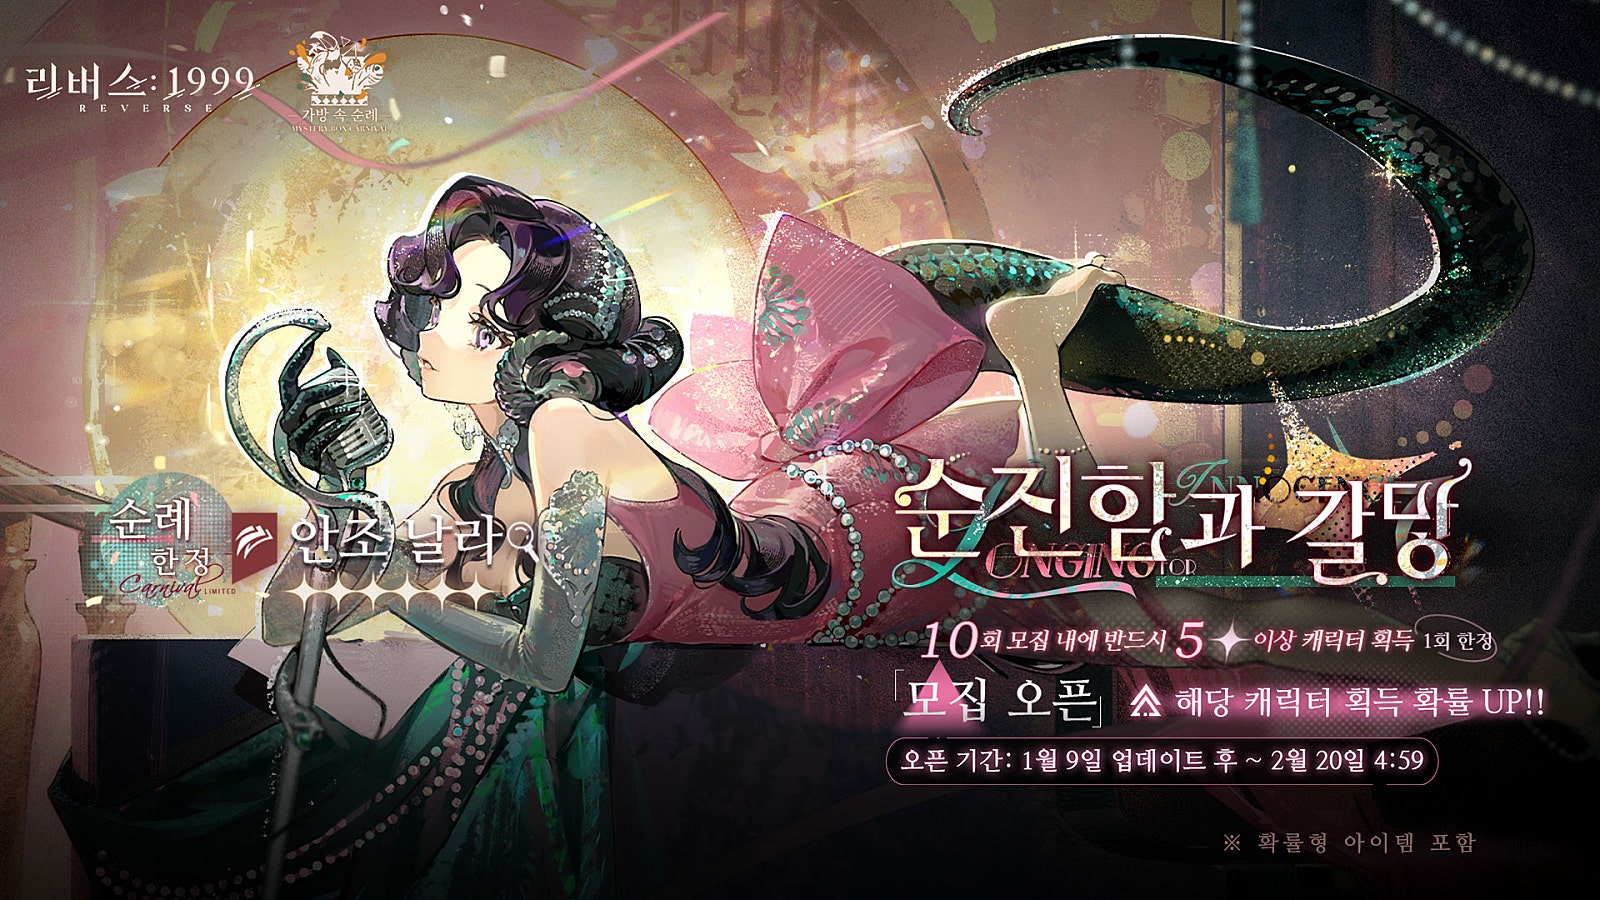 리버스: 1999
REVERSE
가방 속 순례
MYSTERY BOX CARNIVAL
순례
한정
Carnival LIMITED
안조 날라
순진함과 갈망
INNOCENCE
LONGING FOR
10회 모집 내에 반드시 5✦ 이상 캐릭터 획득 1회 한정
「모집 오픈」 해당 캐릭터 획득 확률 UP!!
오픈 기간: 1월 9일 업데이트 후 ~ 2월 20일 4:59
※ 확률형 아이템 포함